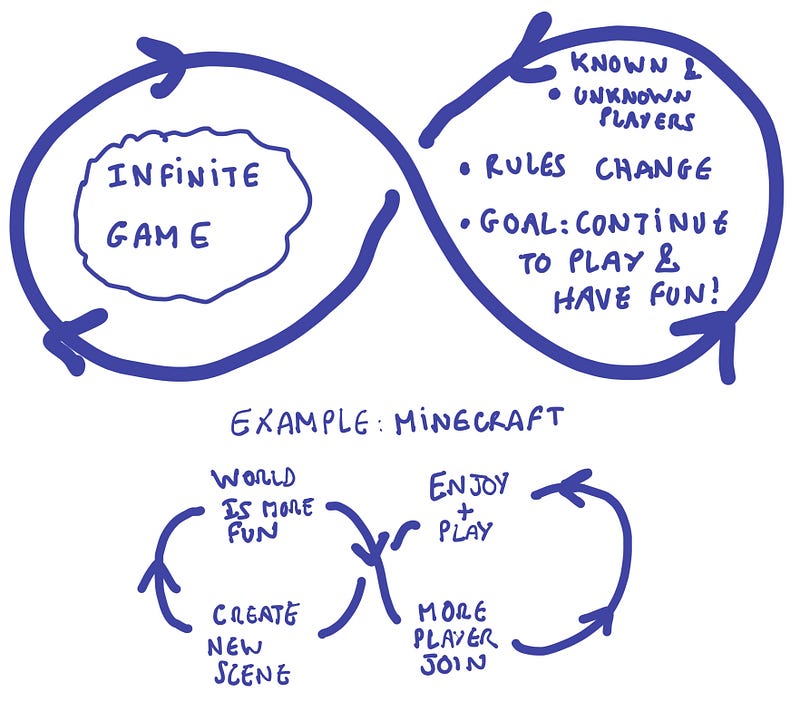 INFINITE
GAME
KNOWN &
• UNKNOWN
PLAYERS
• RULES CHANGE
• GOAL: CONTINUE
TO PLAY &
HAVE FUN!
EXAMPLE: MINECRAFT
WORLD
IS MORE
FUN
ENJOY
+
PLAY
CREATE
NEW
SCENE
MORE
PLAYER
JOIN